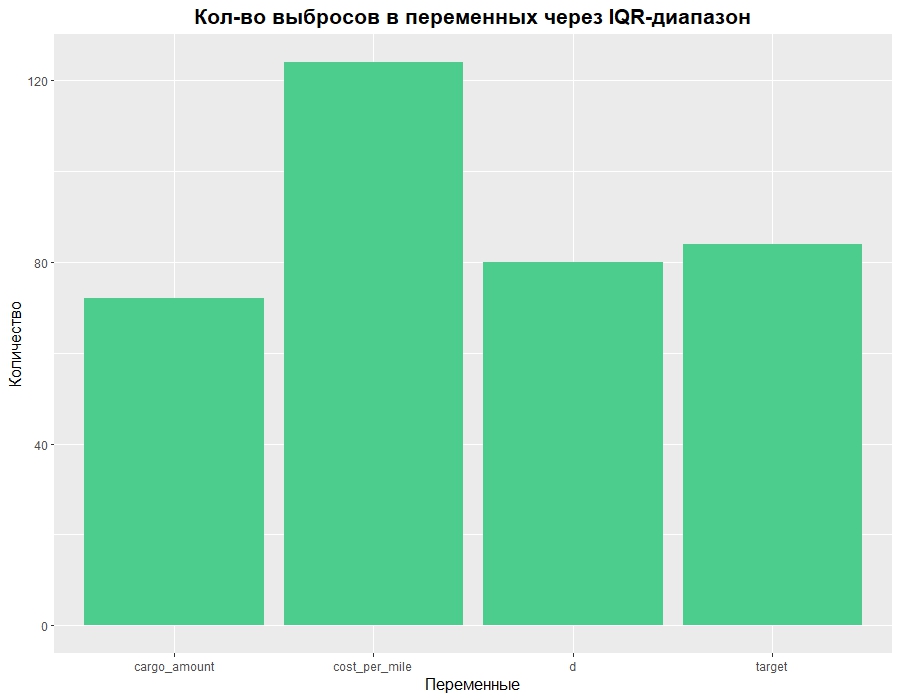 Кол-во выбросов в переменных через IQR-диапазон
Количество
120
80
40
0
cargo_amount cost_per_mile d target
Переменные